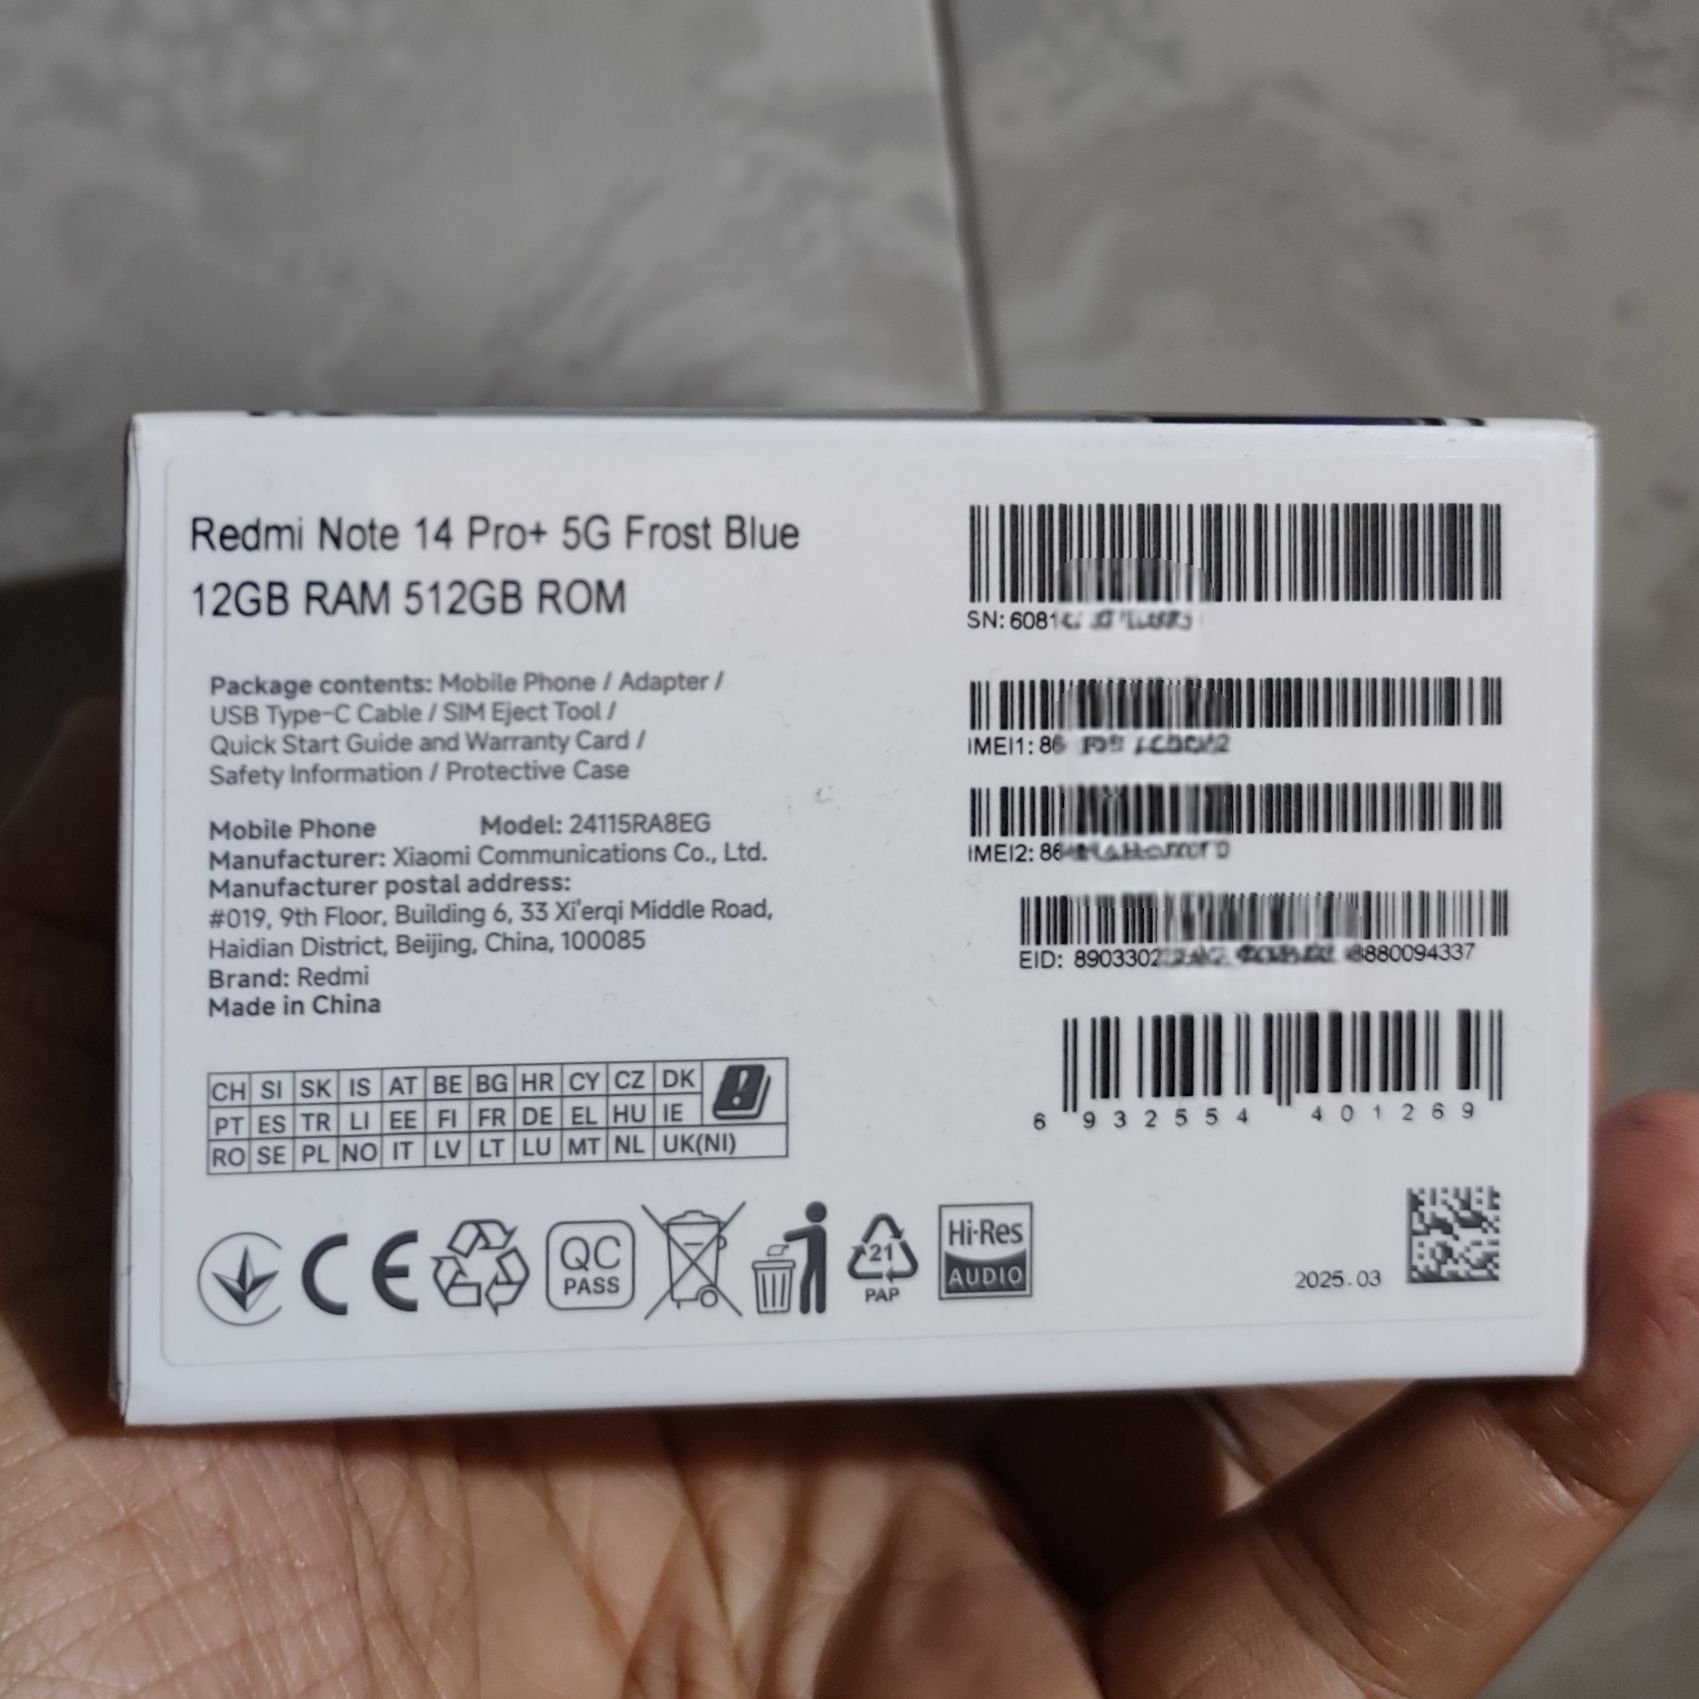 Redmi Note 14 Pro+ 5G Frost Blue
12GB RAM 512GB ROM
Package contents: Mobile Phone / Adapter /
USB Type-C Cable / SIM Eject Tool /
Quick Start Guide and Warranty Card /
Safety Information / Protective Case
Mobile Phone Model: 24115RA8EG
Manufacturer: Xiaomi Communications Co., Ltd.
Manufacturer postal address:
#019, 9th Floor, Building 6, 33 Xi'erqi Middle Road,
Haidian District, Beijing, China, 100085
Brand: Redmi
Made in China
CH SI SK IS AT BE BG HR CY CZ DK
PT ES TR LI EE FI FR DE EL HU IE
RO SE PL NO IT LV LT LU MT NL UK(NI)
CE
QC
PASS
21
PAP
Hi-Res
AUDIO
SN:
IMEI1:
IMEI2:
EID:
6 932554 401269
2025.03